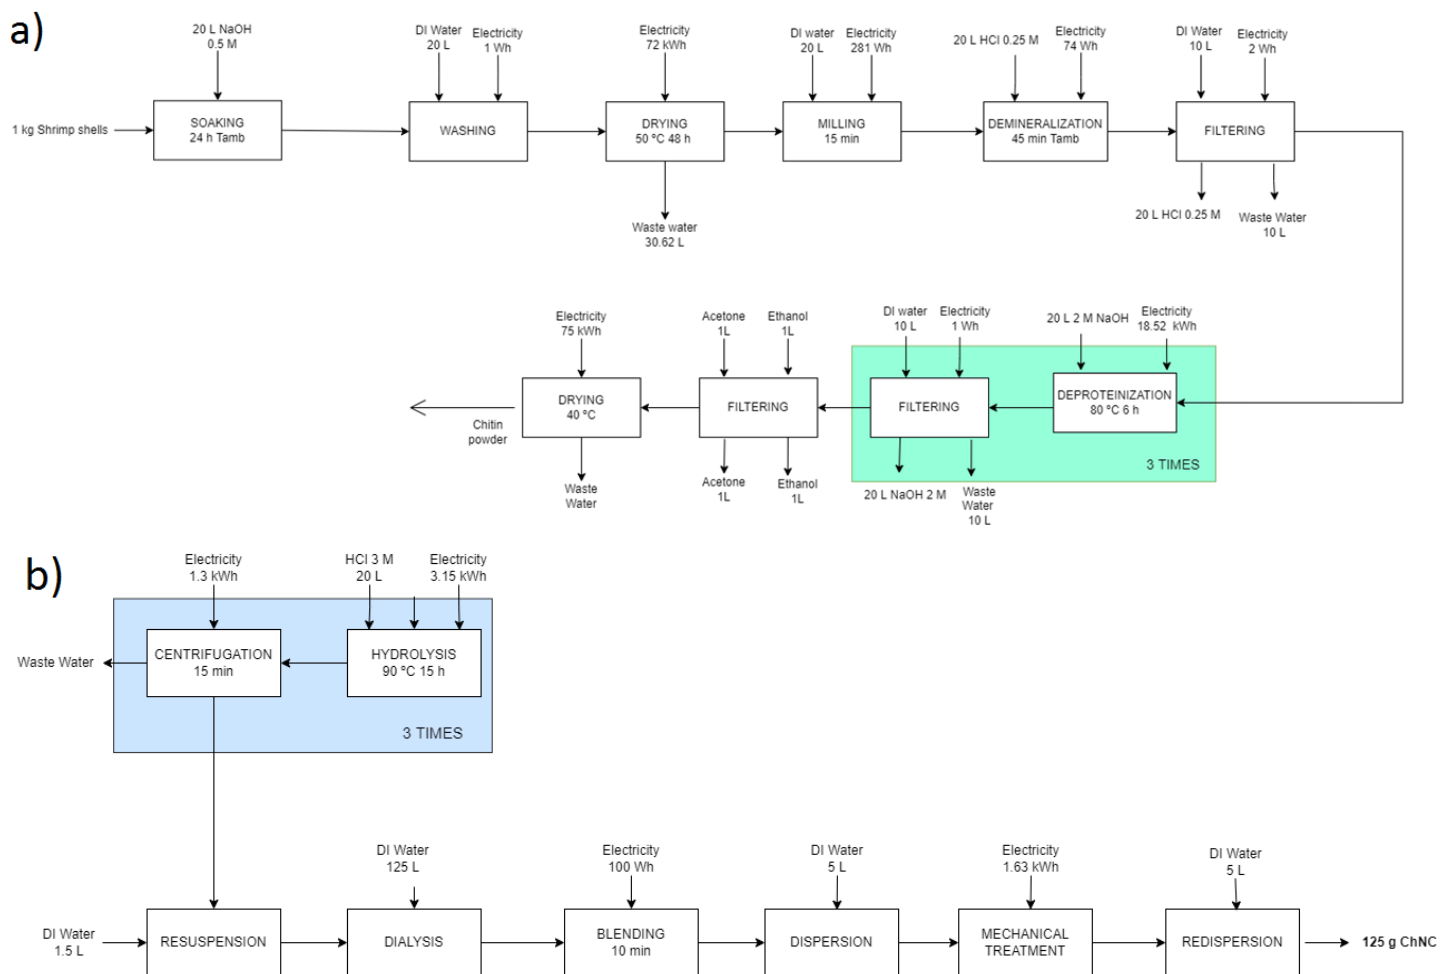 a)
20 L NaOH
0.5 M
DI Water
20 L
Electricity
1 Wh
Electricity
72 kWh
DI water
20 L
Electricity
281 Wh
20 L HCl 0.25 M
Electricity
74 Wh
DI Water
10 L
Electricity
2 Wh
1 kg Shrimp shells
SOAKING
24 h Tamb
WASHING
DRYING
50 ºC 48 h
MILLING
15 min
DEMINERALIZATION
45 min Tamb
FILTERING
Waste water
30.62 L
20 L HCl 0.25 M
Waste Water
10 L
Electricity
75 kWh
Acetone
1L
Ethanol
1L
DI water
10 L
Electricity
1 Wh
20 L 2 M NaOH
Electricity
18.52 kWh
Chitin
powder
DRYING
40 ºC
FILTERING
FILTERING
DEPROTEINIZATION
80 ºC 6 h
3 TIMES
Waste
Water
Acetone
1L
Ethanol
1L
20 L NaOH 2 M
Waste
Water
10 L
b)
Electricity
1.3 kWh
HCl 3 M
20 L
Electricity
3.15 kWh
Waste Water
CENTRIFUGATION
15 min
HYDROLYSIS
90 ºC 15 h
3 TIMES
DI Water
125 L
Electricity
100 Wh
DI Water
5 L
Electricity
1.63 kWh
DI Water
5 L
DI Water
1.5 L
RESUSPENSION
DIALYSIS
BLENDING
10 min
DISPERSION
MECHANICAL
TREATMENT
REDISPERSION
125 g ChNC